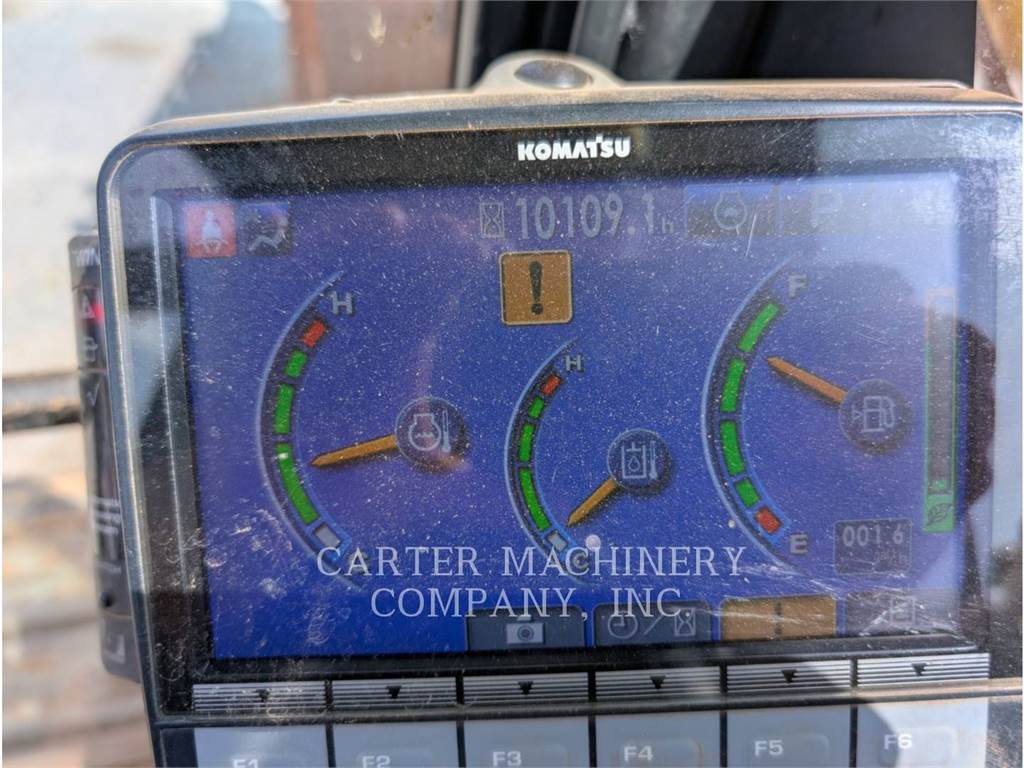 KOMATSU
10109.1h
H
H
F
C
E
001.6
CARTER MACHINERY
COMPANY, INC
F1 F2 F3 F4 F5 F6